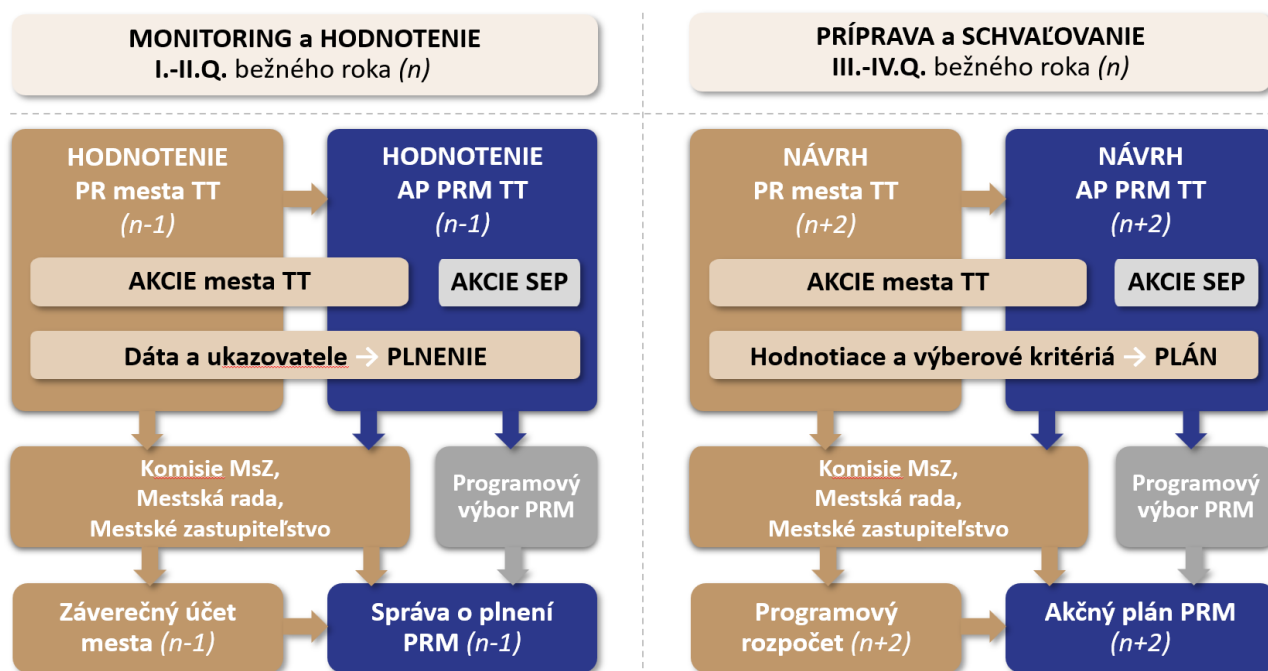 MONITORING a HODNOTENIE
I.-II.Q. bežného roka (n)
PRÍPRAVA a SCHVAĽOVANIE
III.-IV.Q. bežného roka (n)
HODNOTENIE
PR mesta TT
(n-1)
HODNOTENIE
AP PRM TT
(n-1)
AKCIE mesta TT
AKCIE SEP
Dáta a ukazovatele → PLNENIE
Komisie MsZ,
Mestská rada,
Mestské zastupiteľstvo
Programový
výbor PRM
Záverečný účet
mesta (n-1)
Správa o plnení
PRM (n-1)
NÁVRH
PR mesta TT
(n+2)
NÁVRH
AP PRM TT
(n+2)
AKCIE mesta TT
AKCIE SEP
Hodnotiace a výberové kritériá → PLÁN
Komisie MsZ,
Mestská rada,
Mestské zastupiteľstvo
Programový
výbor PRM
Programový
rozpočet (n+2)
Akčný plán PRM
(n+2)